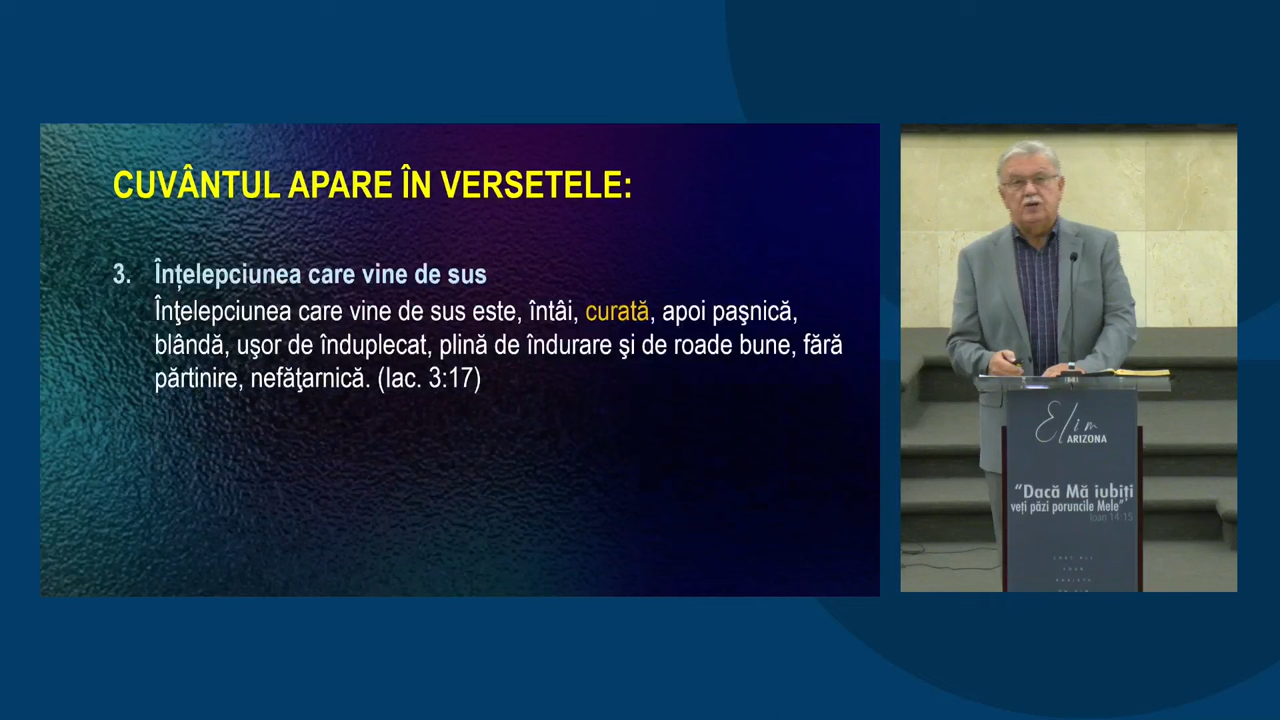 CUVÂNTUL APARE ÎN VERSETELE:
3. Înțelepciunea care vine de sus
Înţelepciunea care vine de sus este, întâi, curată, apoi paşnică,
blândă, uşor de înduplecat, plină de îndurare şi de roade bune, fără
părtinire, nefăţarnică. (Iac. 3:17)
Elim
ARIZONA
“Dacă Mă iubiți
veți păzi poruncile Mele”
Ioan 14:15